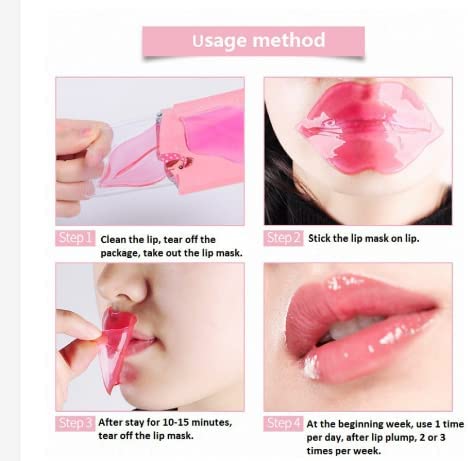 Usage method
Step 1
Clean the lip, tear off the
package, take out the lip mask.
Step 2
Stick the lip mask on lip.
Step 3
After stay for 10-15 minutes,
tear off the lip mask.
Step 4
At the beginning week, use 1 time
per day, after lip plump, 2 or 3
times per week.